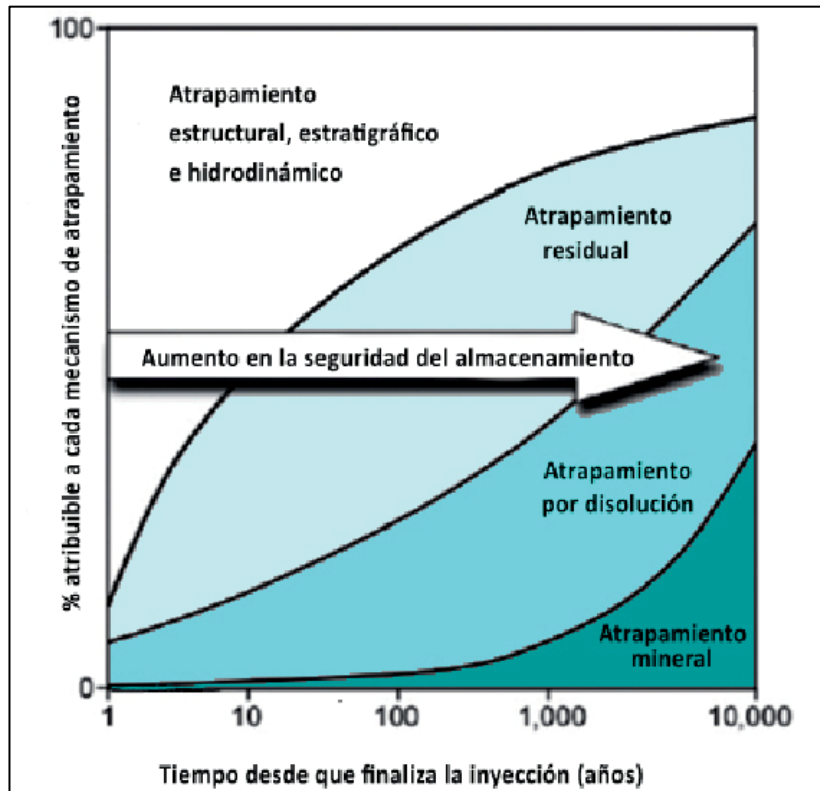 100
Atrapamiento
estructural, estratigráfico
e hidrodinámico
Atrapamiento
residual
Aumento en la seguridad del almacenamiento
Atrapamiento
por disolución
Atrapamiento
mineral
% atribuible a cada mecanismo de atrapamiento
0
1 10 100 1,000 10,000
Tiempo desde que finaliza la inyección (años)